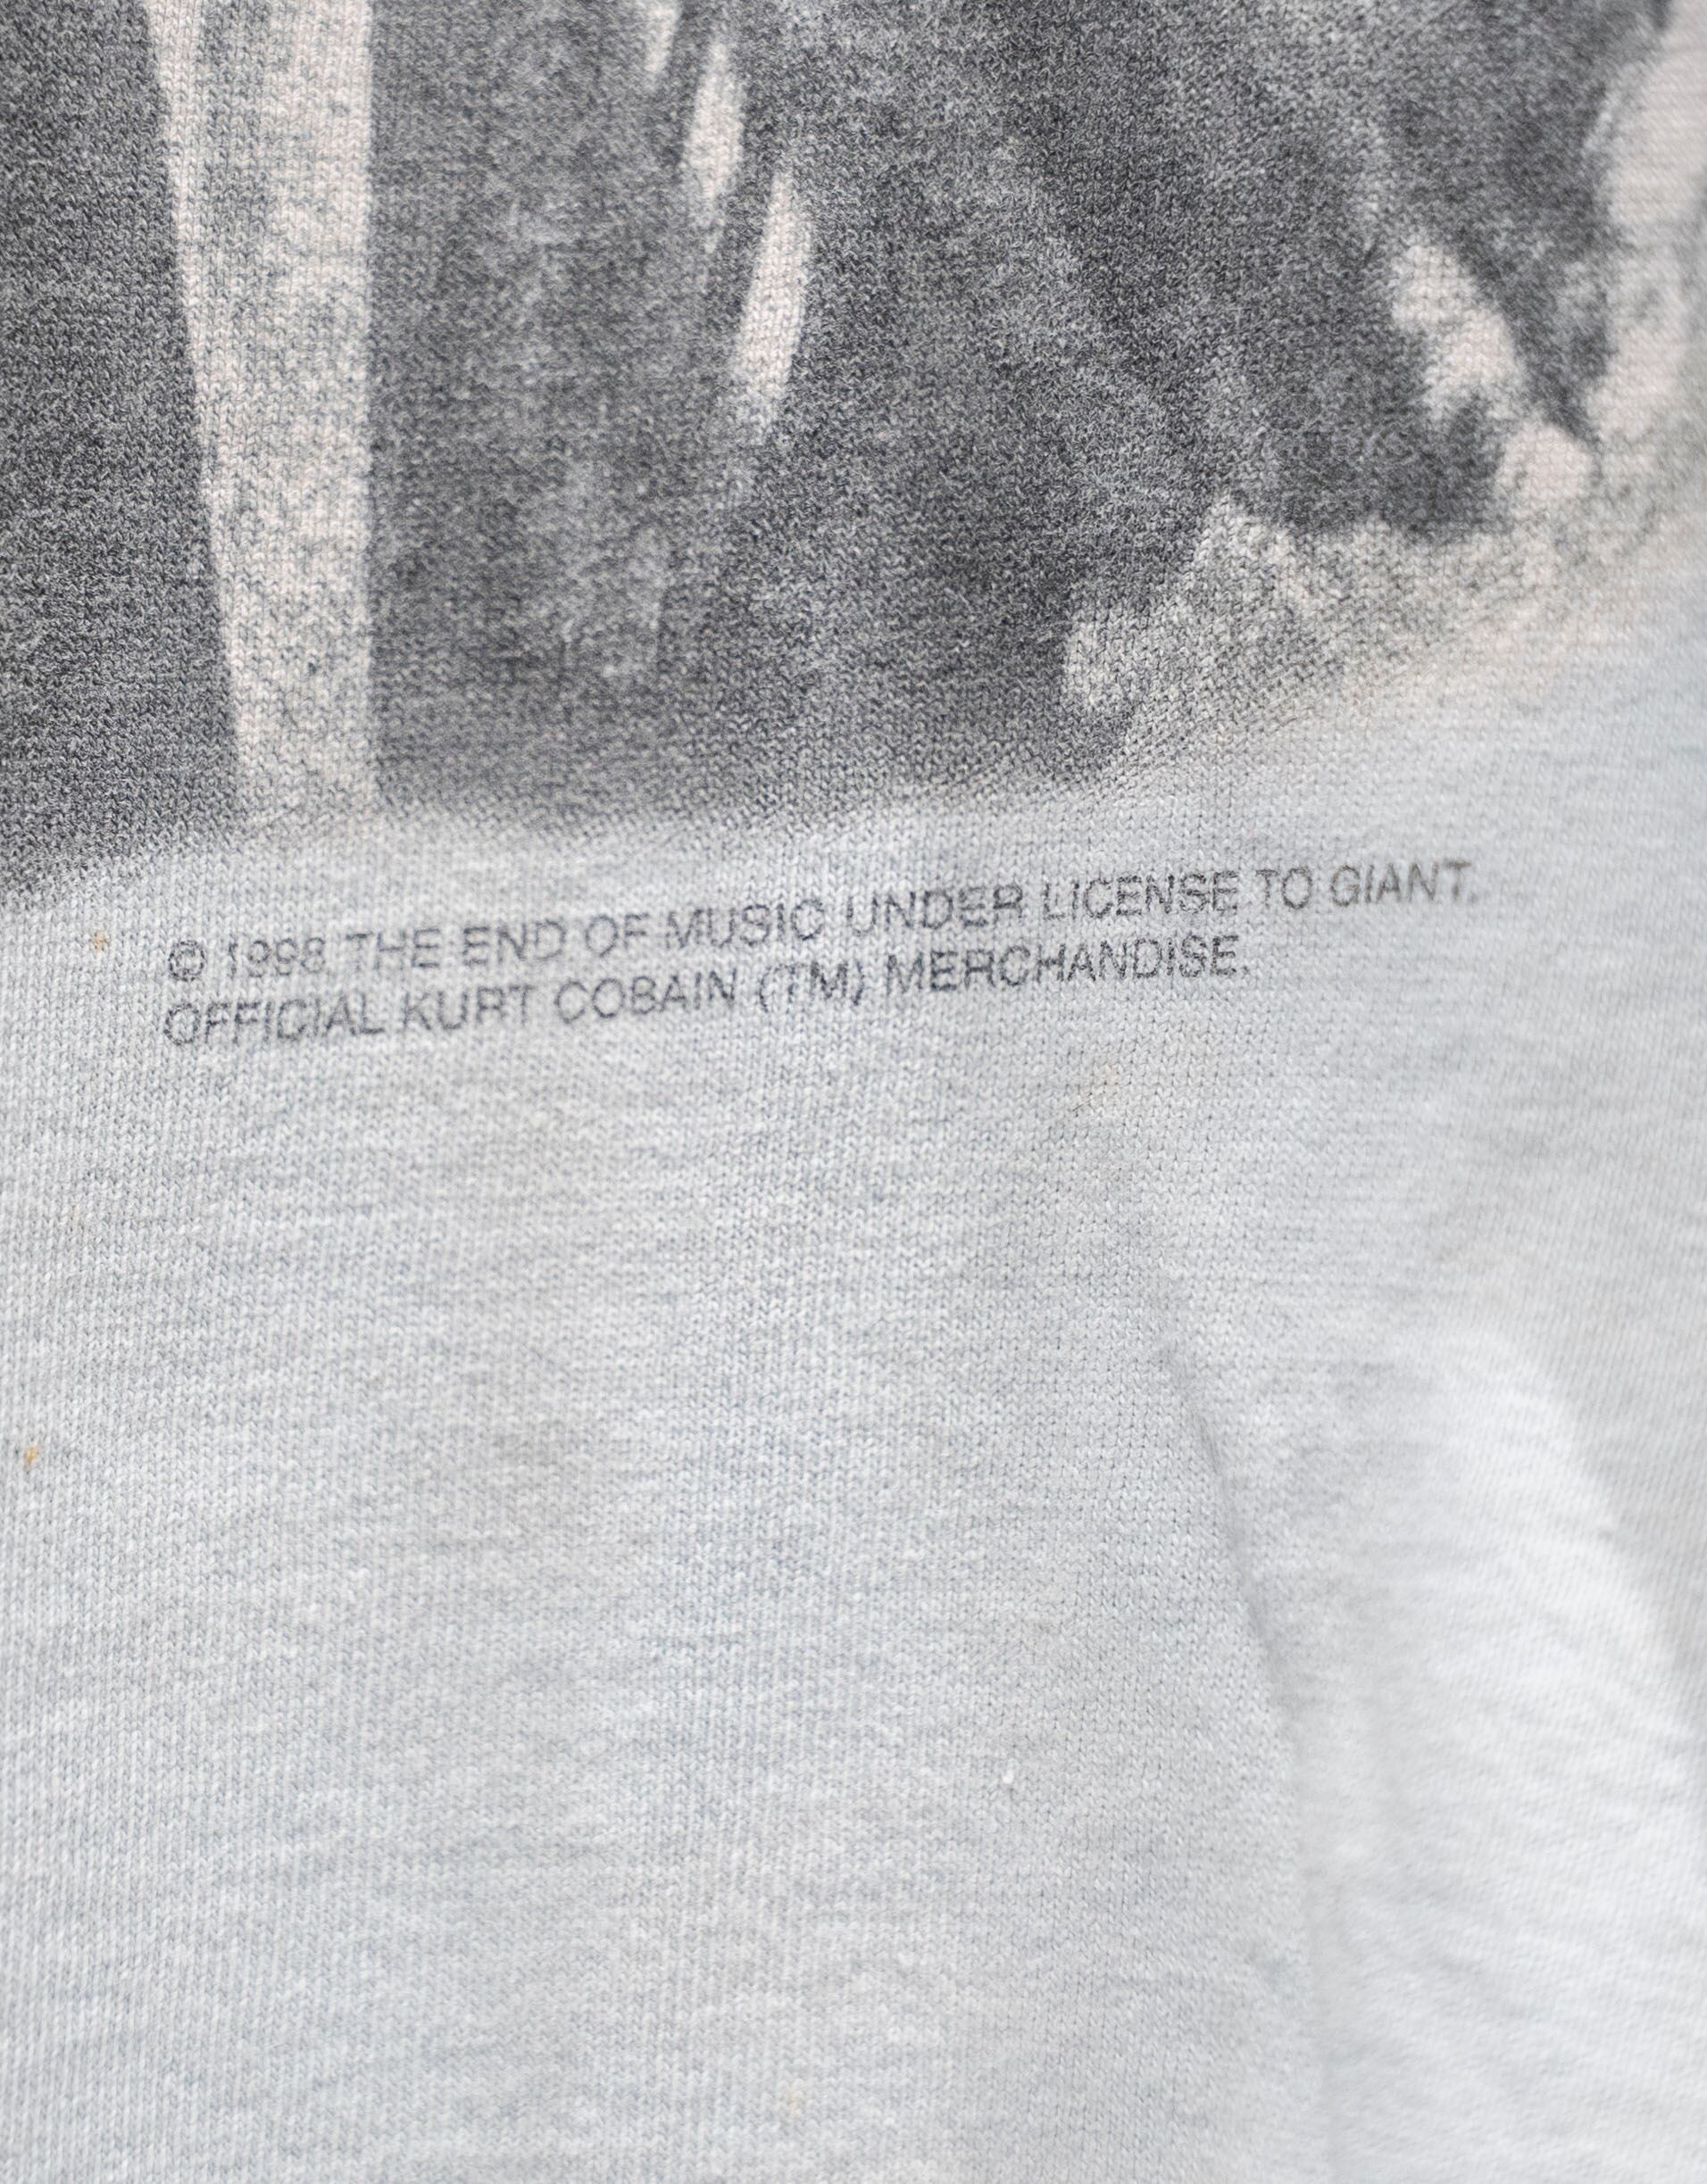 © 1998 THE END OF MUSIC UNDER LICENSE TO GIANT.
OFFICIAL KURT COBAIN (TM) MERCHANDISE.